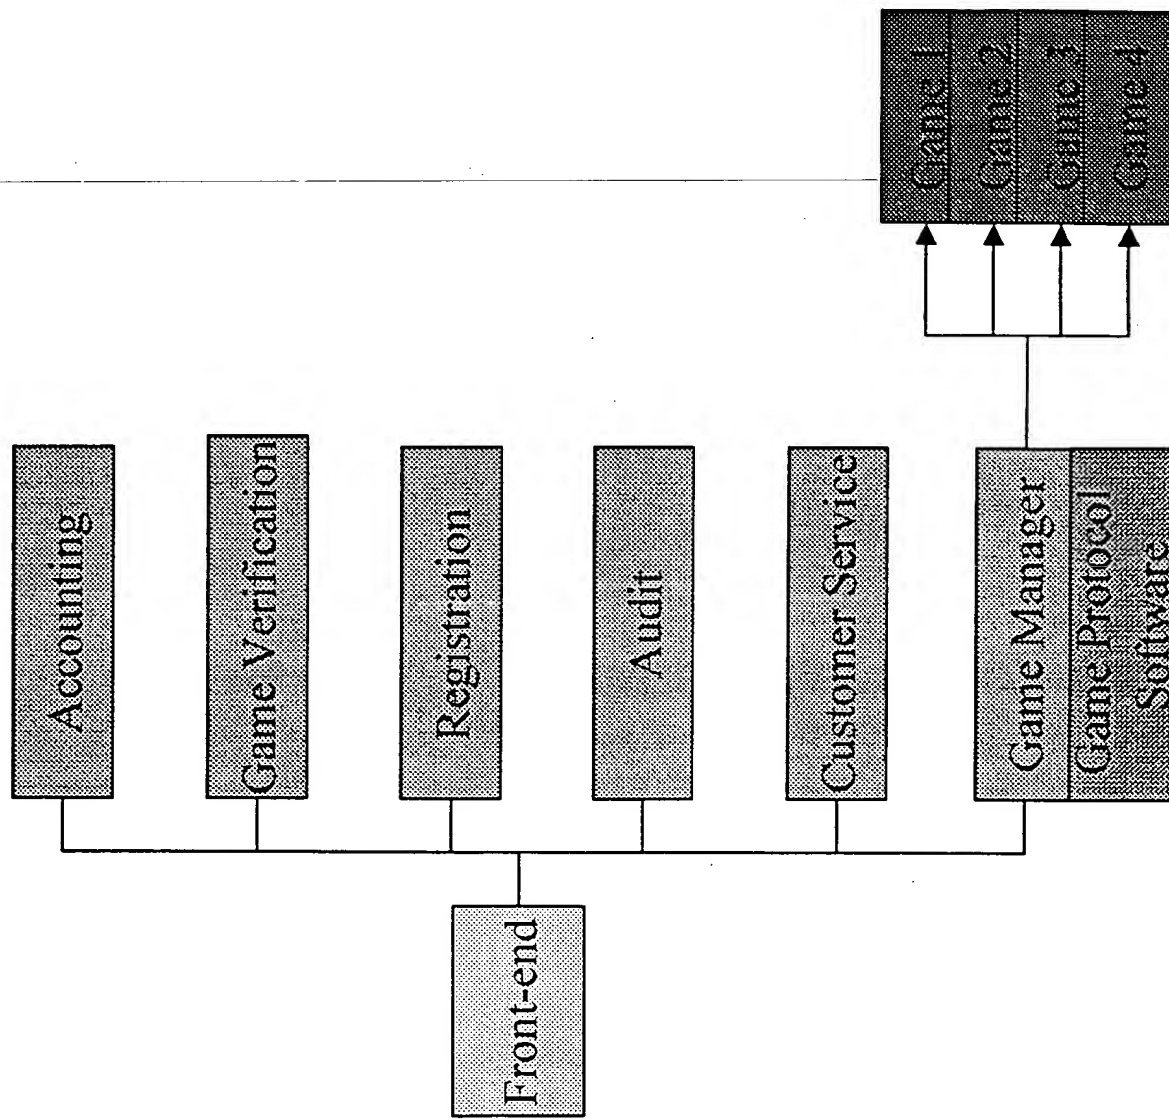 Front-end
Accounting
Game Verification
Registration
Audit
Customer Service
Game Manager
Game Protocol
Software
Game 1
Game 2
Game 3
Game 4